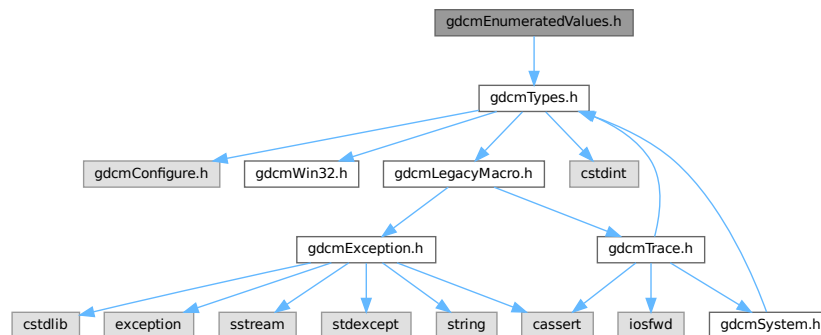 gdcmEnumeratedValues.h
gdcmTypes.h
gdcmConfigure.h
gdcmWin32.h
gdcmLegacyMacro.h
cstdint
gdcmException.h
gdcmTrace.h
cstdlib
exception
sstream
stdexcept
string
cassert
iosfwd
gdcmSystem.h